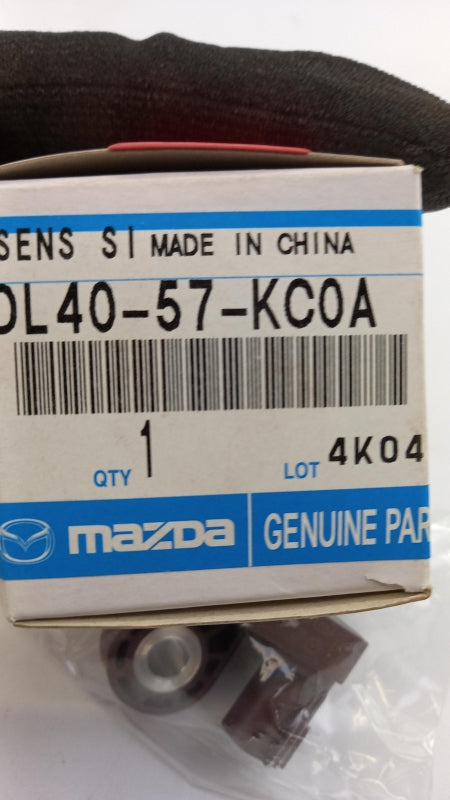 SENS SI MADE IN CHINA
DL40-57-KC0A
QTY 1 LOT 4K04
mazda GENUINE PAR